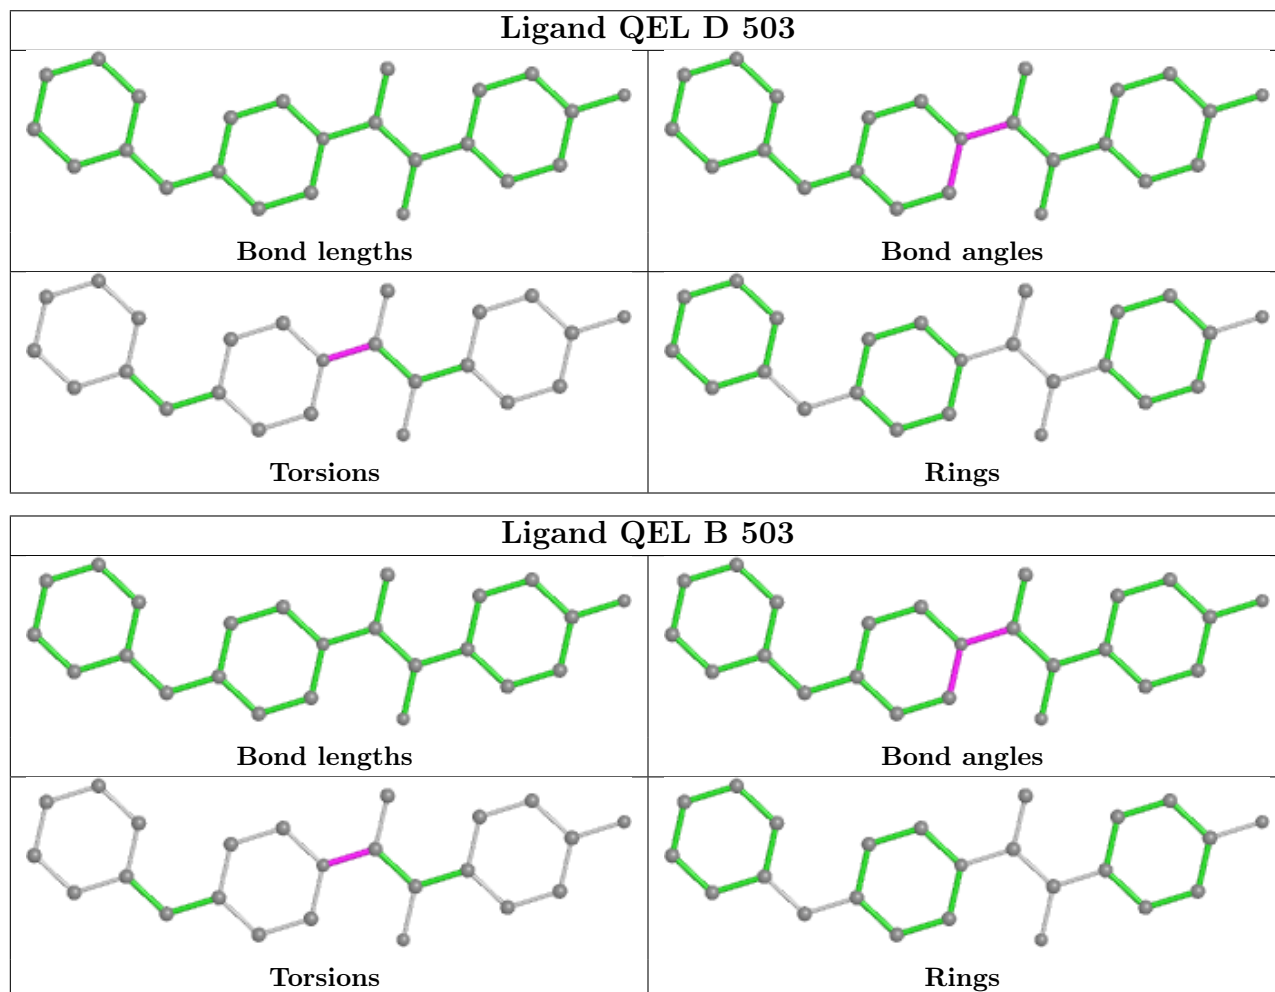 Ligand QEL D 503
Bond lengths
Bond angles
Torsions
Rings
Ligand QEL B 503
Bond lengths
Bond angles
Torsions
Rings